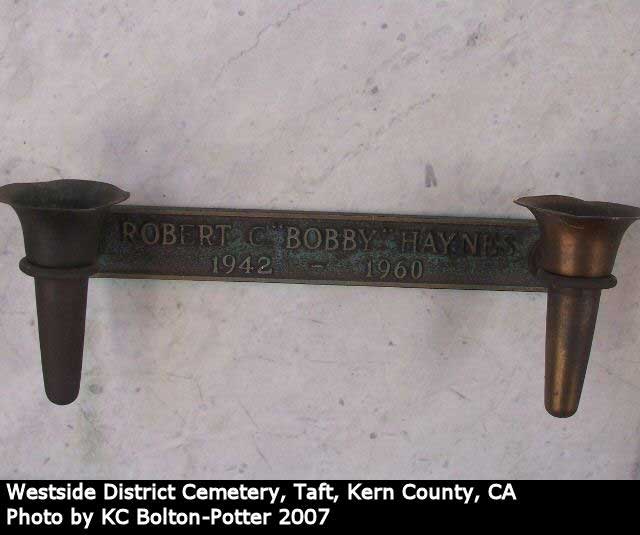 ROBERT C "BOBBY" HAYNES
1942 - 1960
Westside District Cemetery, Taft, Kern County, CA
Photo by KC Bolton-Potter 2007